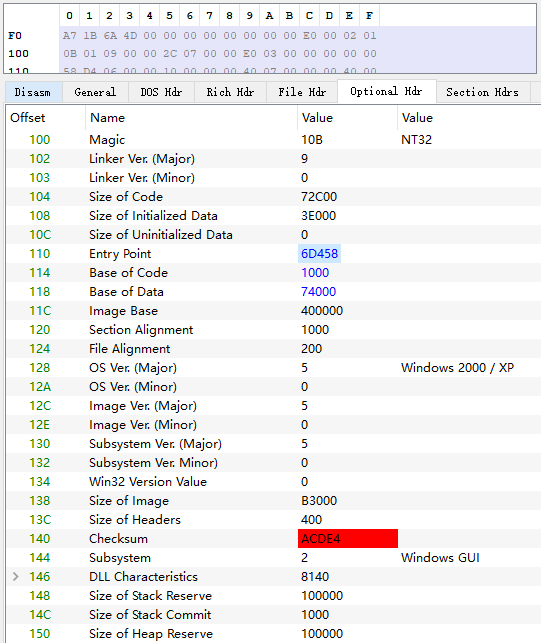 0 1 2 3 4 5 6 7 8 9 A B C D E F
F0 A7 1B 6A 4D 00 00 00 00 00 00 00 00 E0 00 02 01
100 0B 01 09 00 00 2C 07 00 00 E0 03 00 00 00 00 00
110 58 D4 06 00 00 10 00 00 00 40 07 00 00 00 40 00
Disasm General DOS Hdr Rich Hdr File Hdr Optional Hdr Section Hdrs
Offset Name Value Value
100 Magic 10B NT32
102 Linker Ver. (Major) 9
103 Linker Ver. (Minor) 0
104 Size of Code 72C00
108 Size of Initialized Data 3E000
10C Size of Uninitialized Data 0
110 Entry Point 6D458
114 Base of Code 1000
118 Base of Data 74000
11C Image Base 400000
120 Section Alignment 1000
124 File Alignment 200
128 OS Ver. (Major) 5 Windows 2000 / XP
12A OS Ver. (Minor) 0
12C Image Ver. (Major) 5
12E Image Ver. (Minor) 0
130 Subsystem Ver. (Major) 5
132 Subsystem Ver. Minor) 0
134 Win32 Version Value 0
138 Size of Image B3000
13C Size of Headers 400
140 Checksum ACDE4
144 Subsystem 2 Windows GUI
146 DLL Characteristics 8140
148 Size of Stack Reserve 100000
14C Size of Stack Commit 1000
150 Size of Heap Reserve 100000